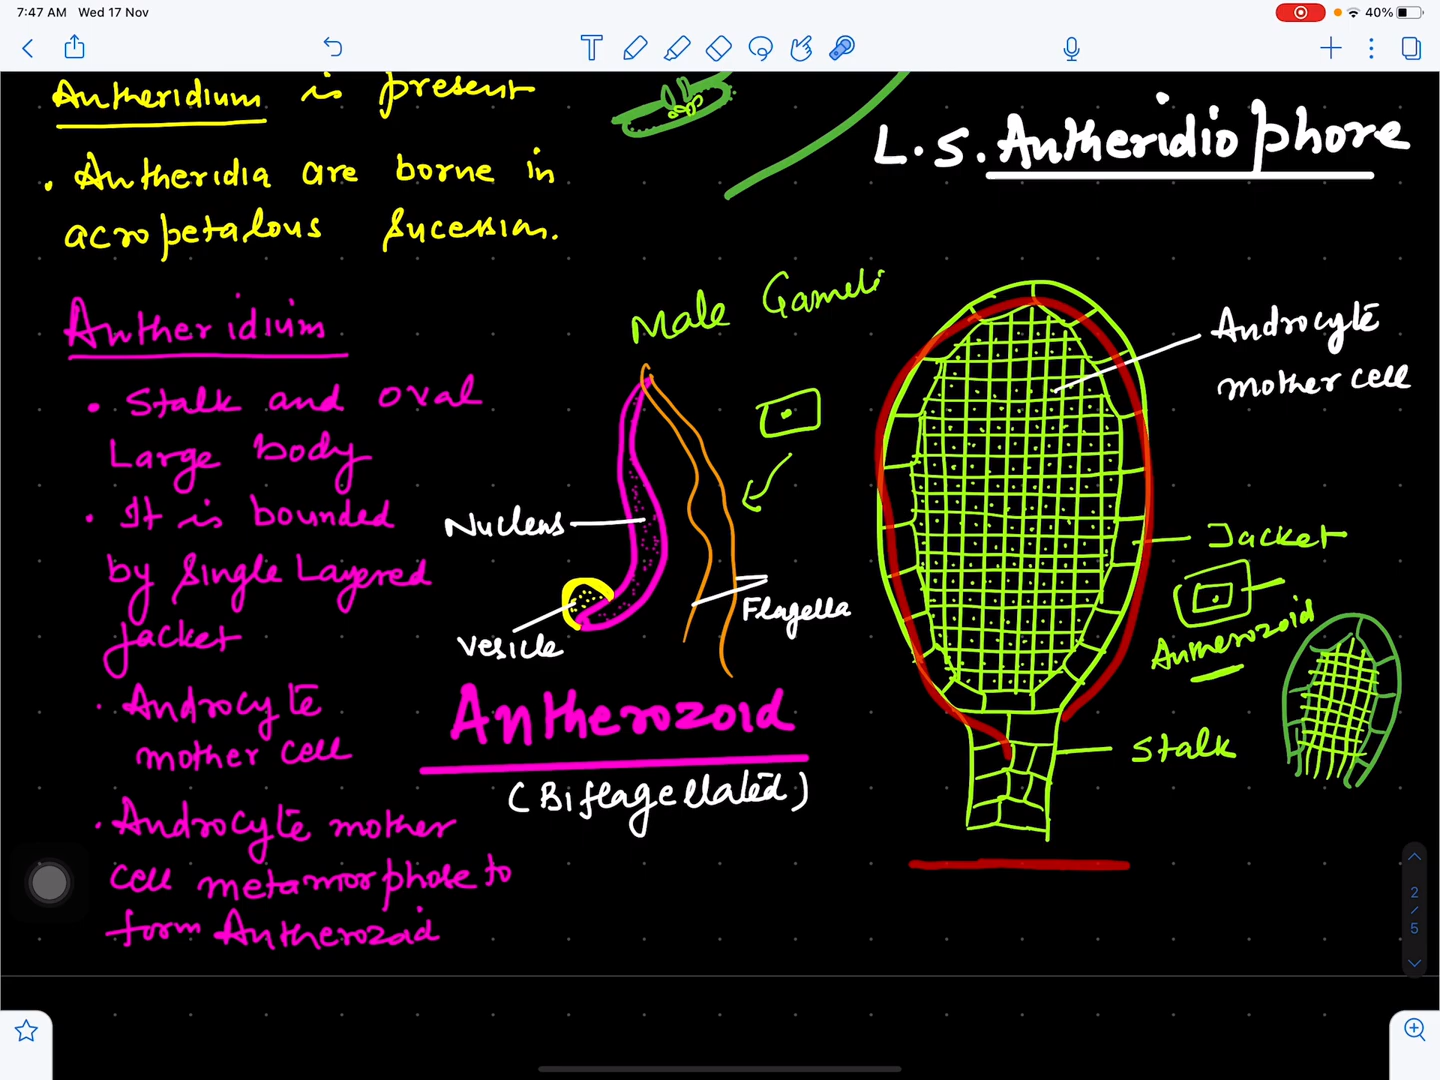 7:47 AM Wed 17 Nov
40%
Antheridium is present
• Antheridia are borne in
acropetalous Sucession.
L.S. Antheridiophore
Antheridium
• Stalk and oval
Large body
• It is bounded
by Single Layered
Jacket
• Androcyte
mother cell
• Androcyte mother
cell metamorphose to
form Antherozoid
Male Gamete
Nucleus
Vesicle
Flagella
Antherozoid
(Biflagellated)
Androcyte
mother cell
Jacket
Antherozoid
Stalk
2
/
5